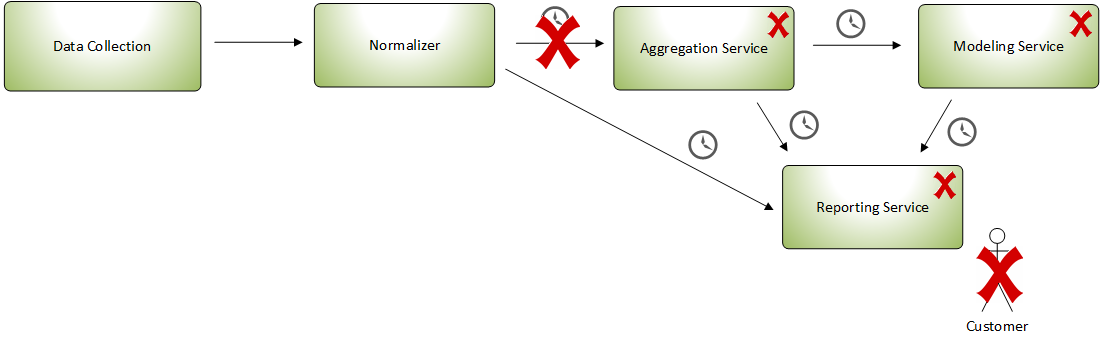 Data Collection
Normalizer
Aggregation Service
Modeling Service
Reporting Service
Customer